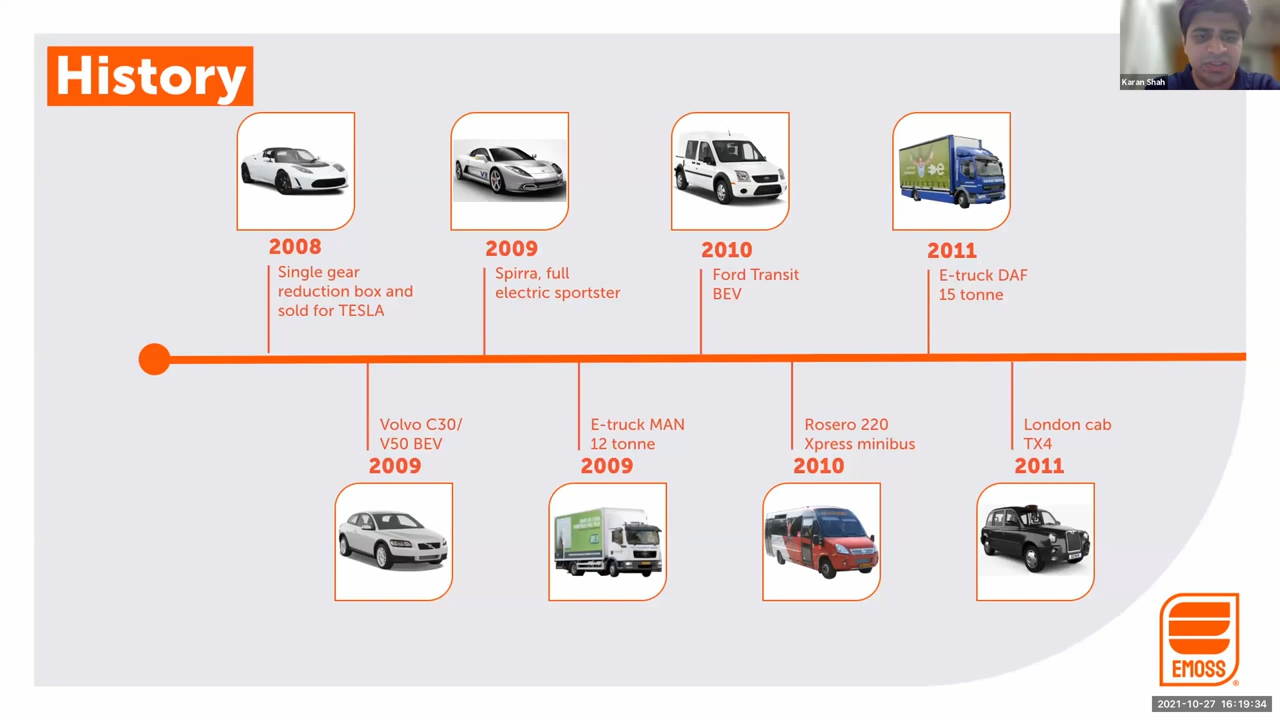 History
Karan Shah
2008
Single gear
reduction box and
sold for TESLA
2009
Spirra, full
electric sportster
2010
Ford Transit
BEV
2011
E-truck DAF
15 tonne
Volvo C30/
V50 BEV
2009
E-truck MAN
12 tonne
2009
Rosero 220
Xpress minibus
2010
London cab
TX4
2011
EMOSS
®
2021-10-27 16:19:34